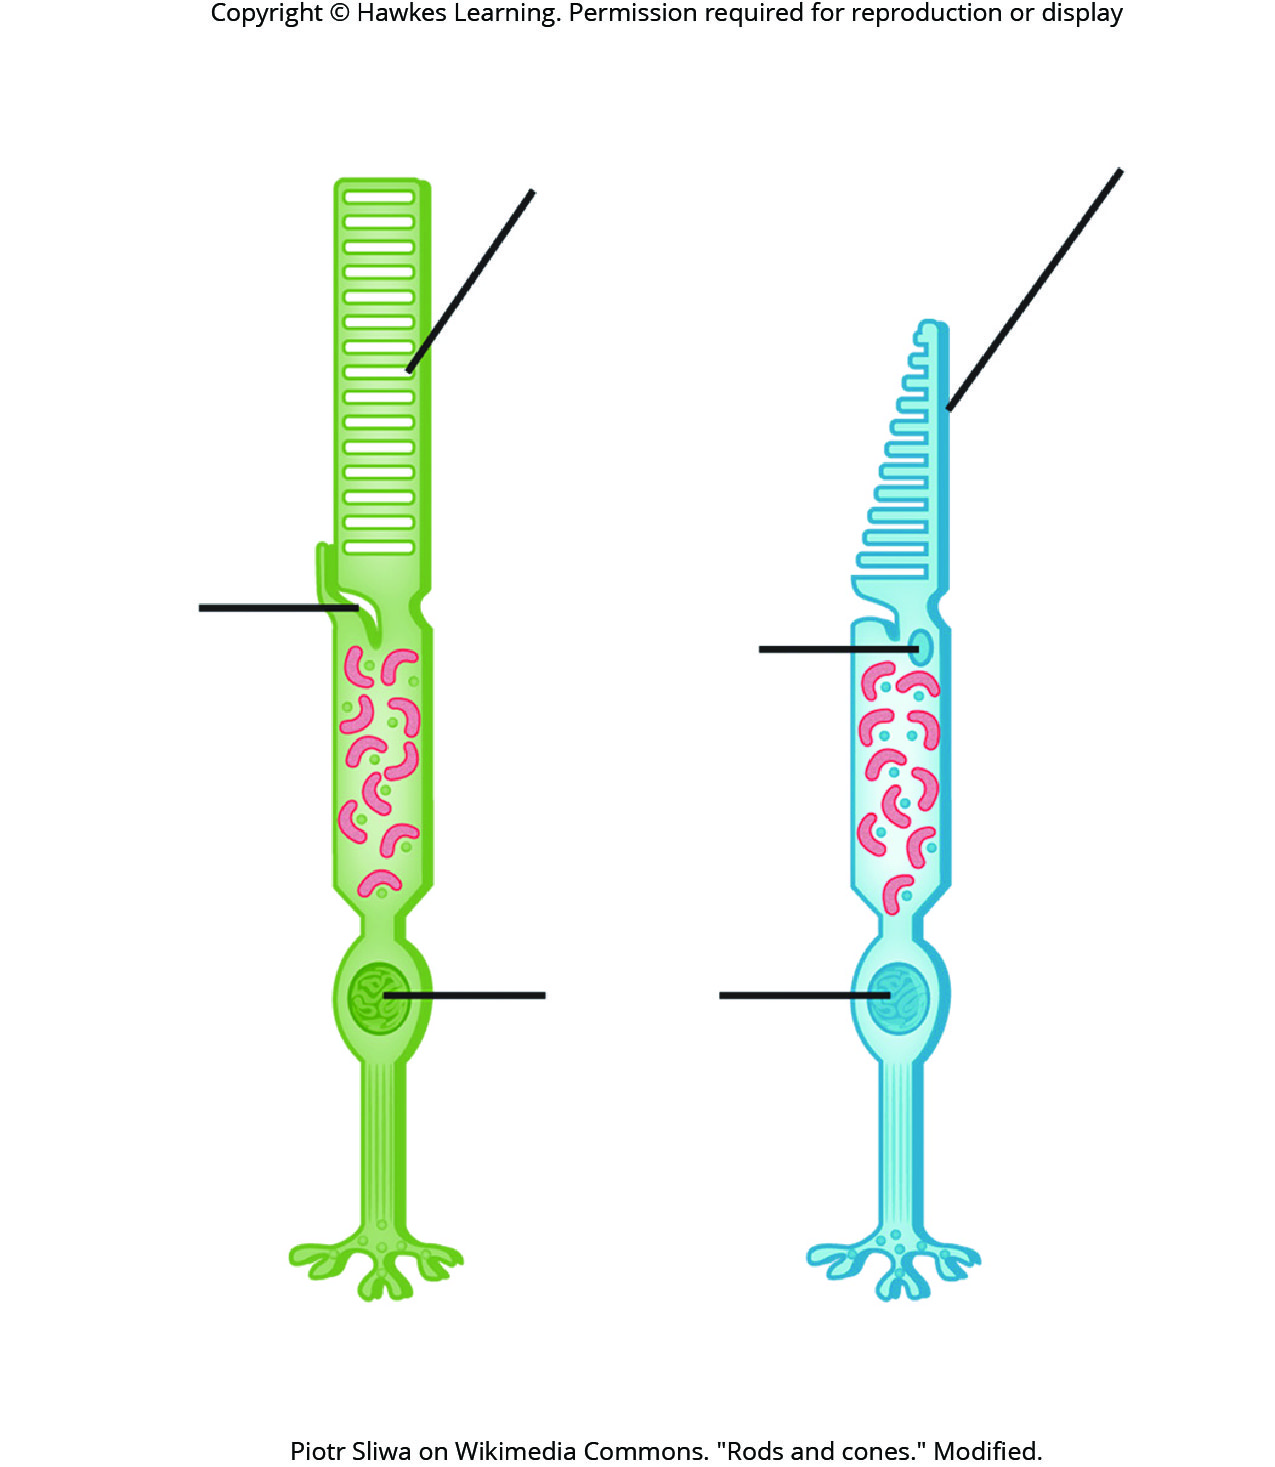 Copyright © Hawkes Learning. Permission required for reproduction or display
Piotr Sliwa on Wikimedia Commons. "Rods and cones." Modified.